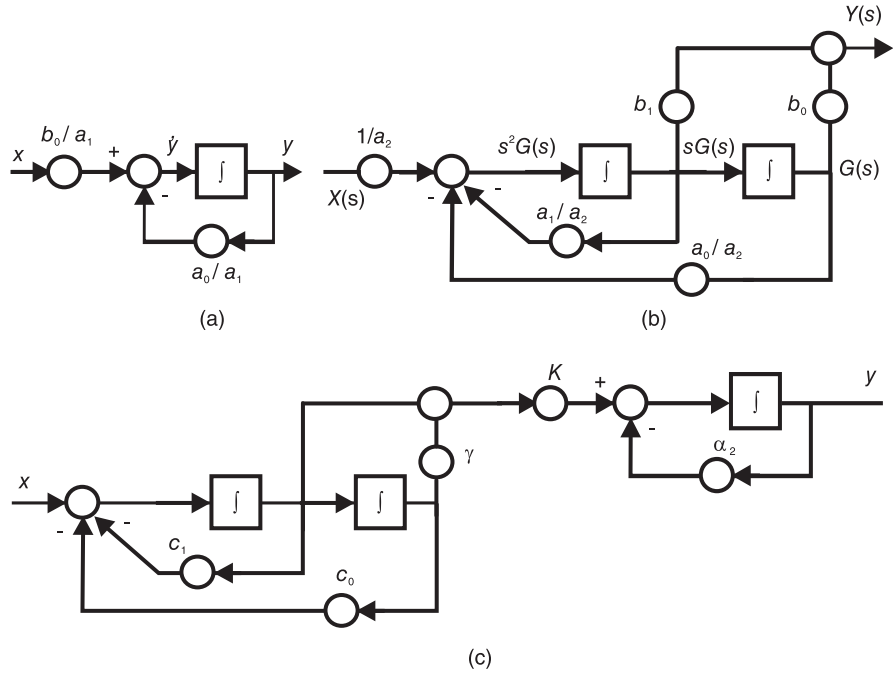 x b₀ / a₁ + ẏ ∫ y
-
a₀ / a₁
(a)
Y(s)
b₁ b₀
1/a₂ s²G(s) ∫ sG(s) ∫ G(s)
X(s) - -
a₁ / a₂
a₀ / a₂
(b)
K + ∫ y
-
α₂
γ
x ∫ ∫
- -
c₁
c₀
(c)